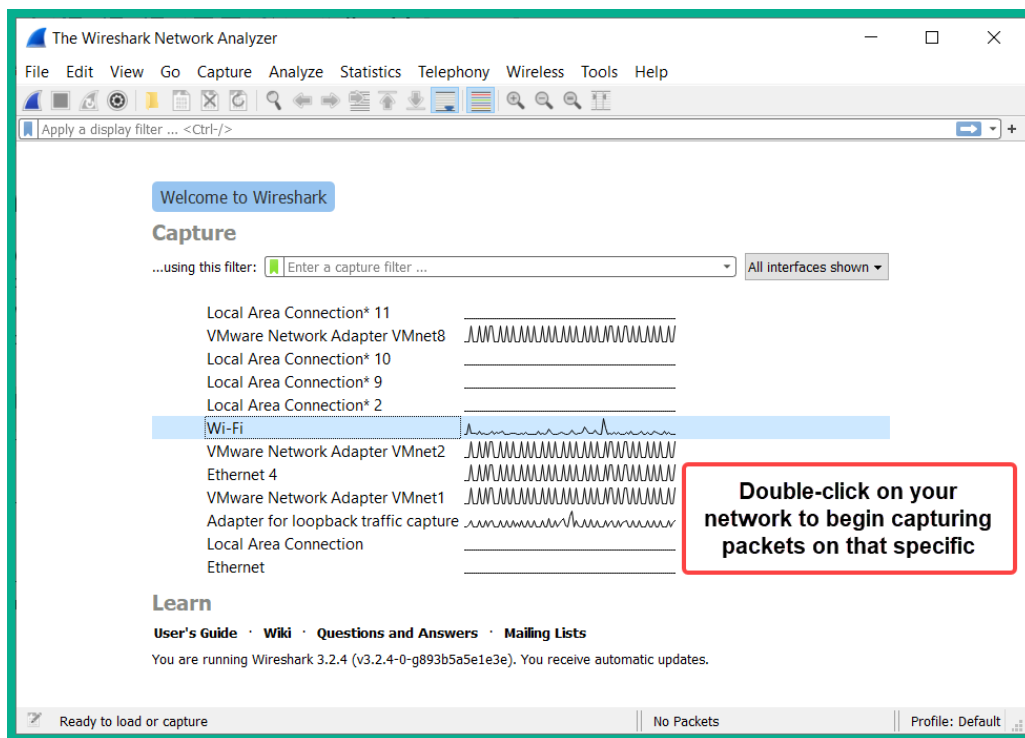 The Wireshark Network Analyzer
File Edit View Go Capture Analyze Statistics Telephony Wireless Tools Help
Apply a display filter ... <Ctrl-/>
+
Welcome to Wireshark
Capture
...using this filter: Enter a capture filter ... All interfaces shown
Local Area Connection* 11
VMware Network Adapter VMnet8
Local Area Connection* 10
Local Area Connection* 9
Local Area Connection* 2
Wi-Fi
VMware Network Adapter VMnet2
Ethernet 4
VMware Network Adapter VMnet1
Adapter for loopback traffic capture
Local Area Connection
Ethernet
Double-click on your
network to begin capturing
packets on that specific
Learn
User's Guide · Wiki · Questions and Answers · Mailing Lists
You are running Wireshark 3.2.4 (v3.2.4-0-g893b5a5e1e3e). You receive automatic updates.
Ready to load or capture No Packets Profile: Default